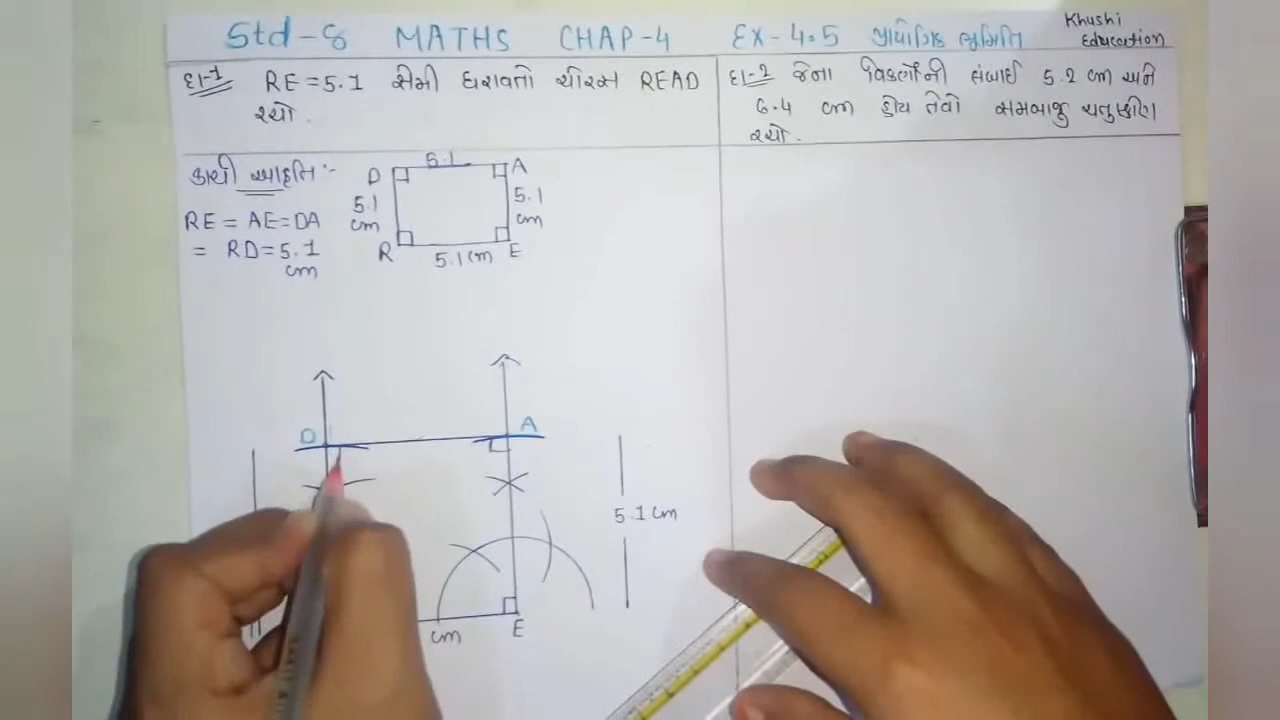 Std-8 MATHS CHAP-4 EX-4.5 પ્રાયોગિક ભૂમિતિ
Khushi
Education
દા-1 RE=5.1 સેમી ધરાવતો ચોરસ READ
રચો.
દા-2 જેના વિકર્ણોની લંબાઈ 5.2 cm અને
6.4 cm હોય તેવો સમબાજુ ચતુષ્કોણ
રચો.
કાચી આકૃતિ :-
RE = AE = DA
= RD = 5.1
cm
5.1
D A
5.1
cm
5.1
cm
R E
5.1 cm
D A
5.1 cm
cm E